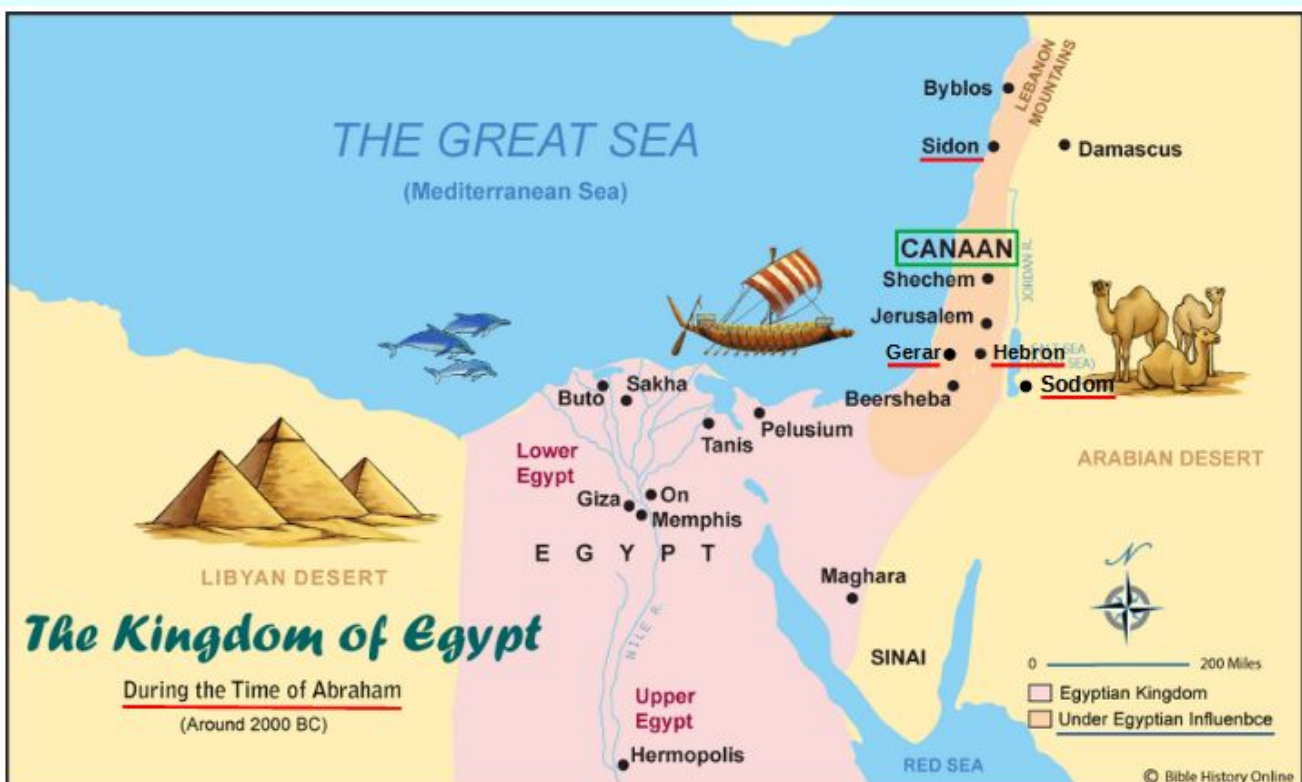 LEBANON
MOUNTAINS
Byblos
THE GREAT SEA
(Mediterranean Sea)
Sidon
Damascus
CANAAN
JORDAN R.
Shechem
Jerusalem
Gerar
Hebron
SALT SEA
SEA)
Sodom
Beersheba
Buto
Sakha
Tanis
Pelusium
Lower
Egypt
ARABIAN DESERT
Giza
On
Memphis
E G Y P T
LIBYAN DESERT
Maghara
N
The Kingdom of Egypt
NILE R.
SINAI
0 200 Miles
During the Time of Abraham
(Around 2000 BC)
Egyptian Kingdom
Upper
Egypt
Under Egyptian Influenbce
Hermopolis
RED SEA
© Bible History Online